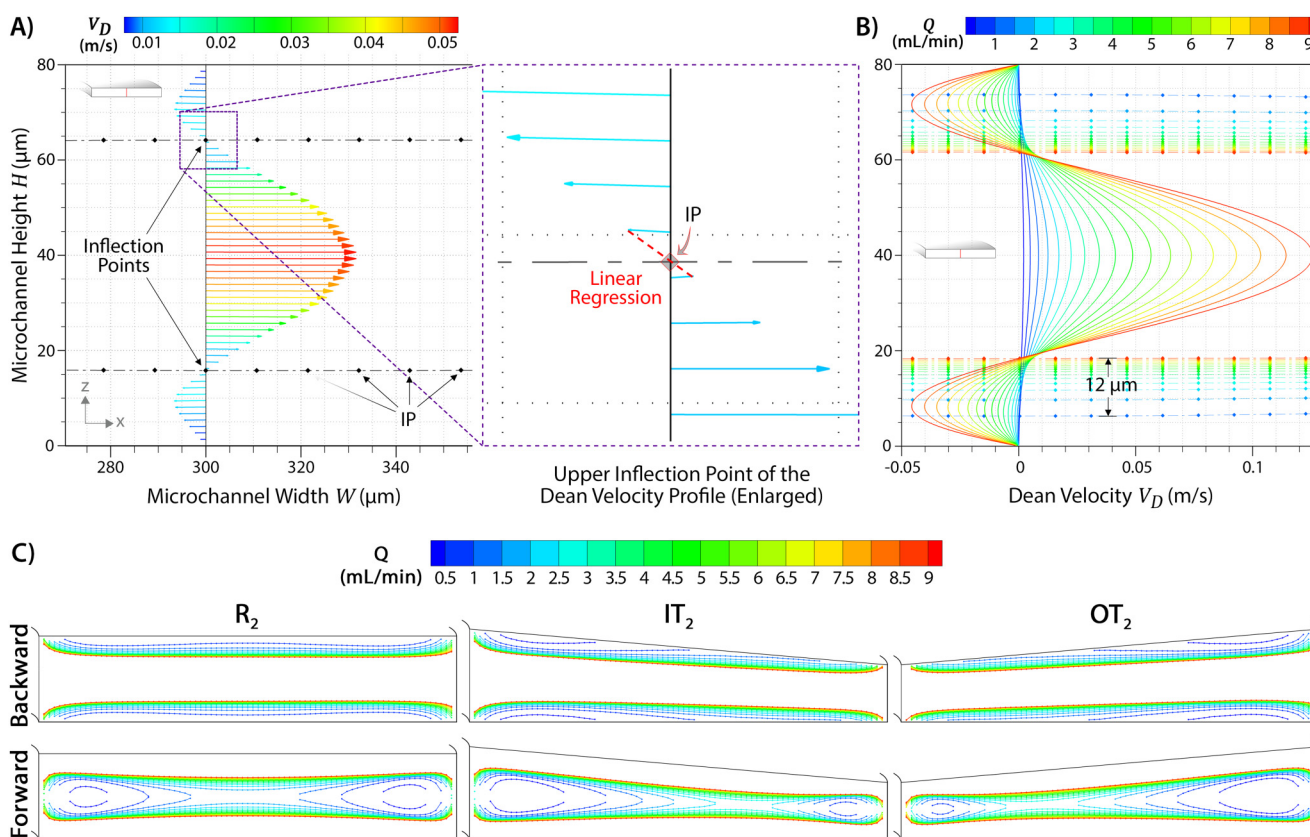 A)
V_D
(m/s)
0.01 0.02 0.03 0.04 0.05
B)
Q
(mL/min)
1 2 3 4 5 6 7 8 9
Microchannel Height H (μm)
80
60
40
20
0
Inflection
Points
IP
Z
X
280 300 320 340
Microchannel Width W (μm)
IP
Linear
Regression
Upper Inflection Point of the
Dean Velocity Profile (Enlarged)
80
60
40
20
0
12 μm
-0.05 0 0.05 0.1
Dean Velocity V_D (m/s)
C)
Q
(mL/min)
0.5 1 1.5 2 2.5 3 3.5 4 4.5 5 5.5 6 6.5 7 7.5 8 8.5 9
R₂ IT₂ OT₂
Backward
Forward